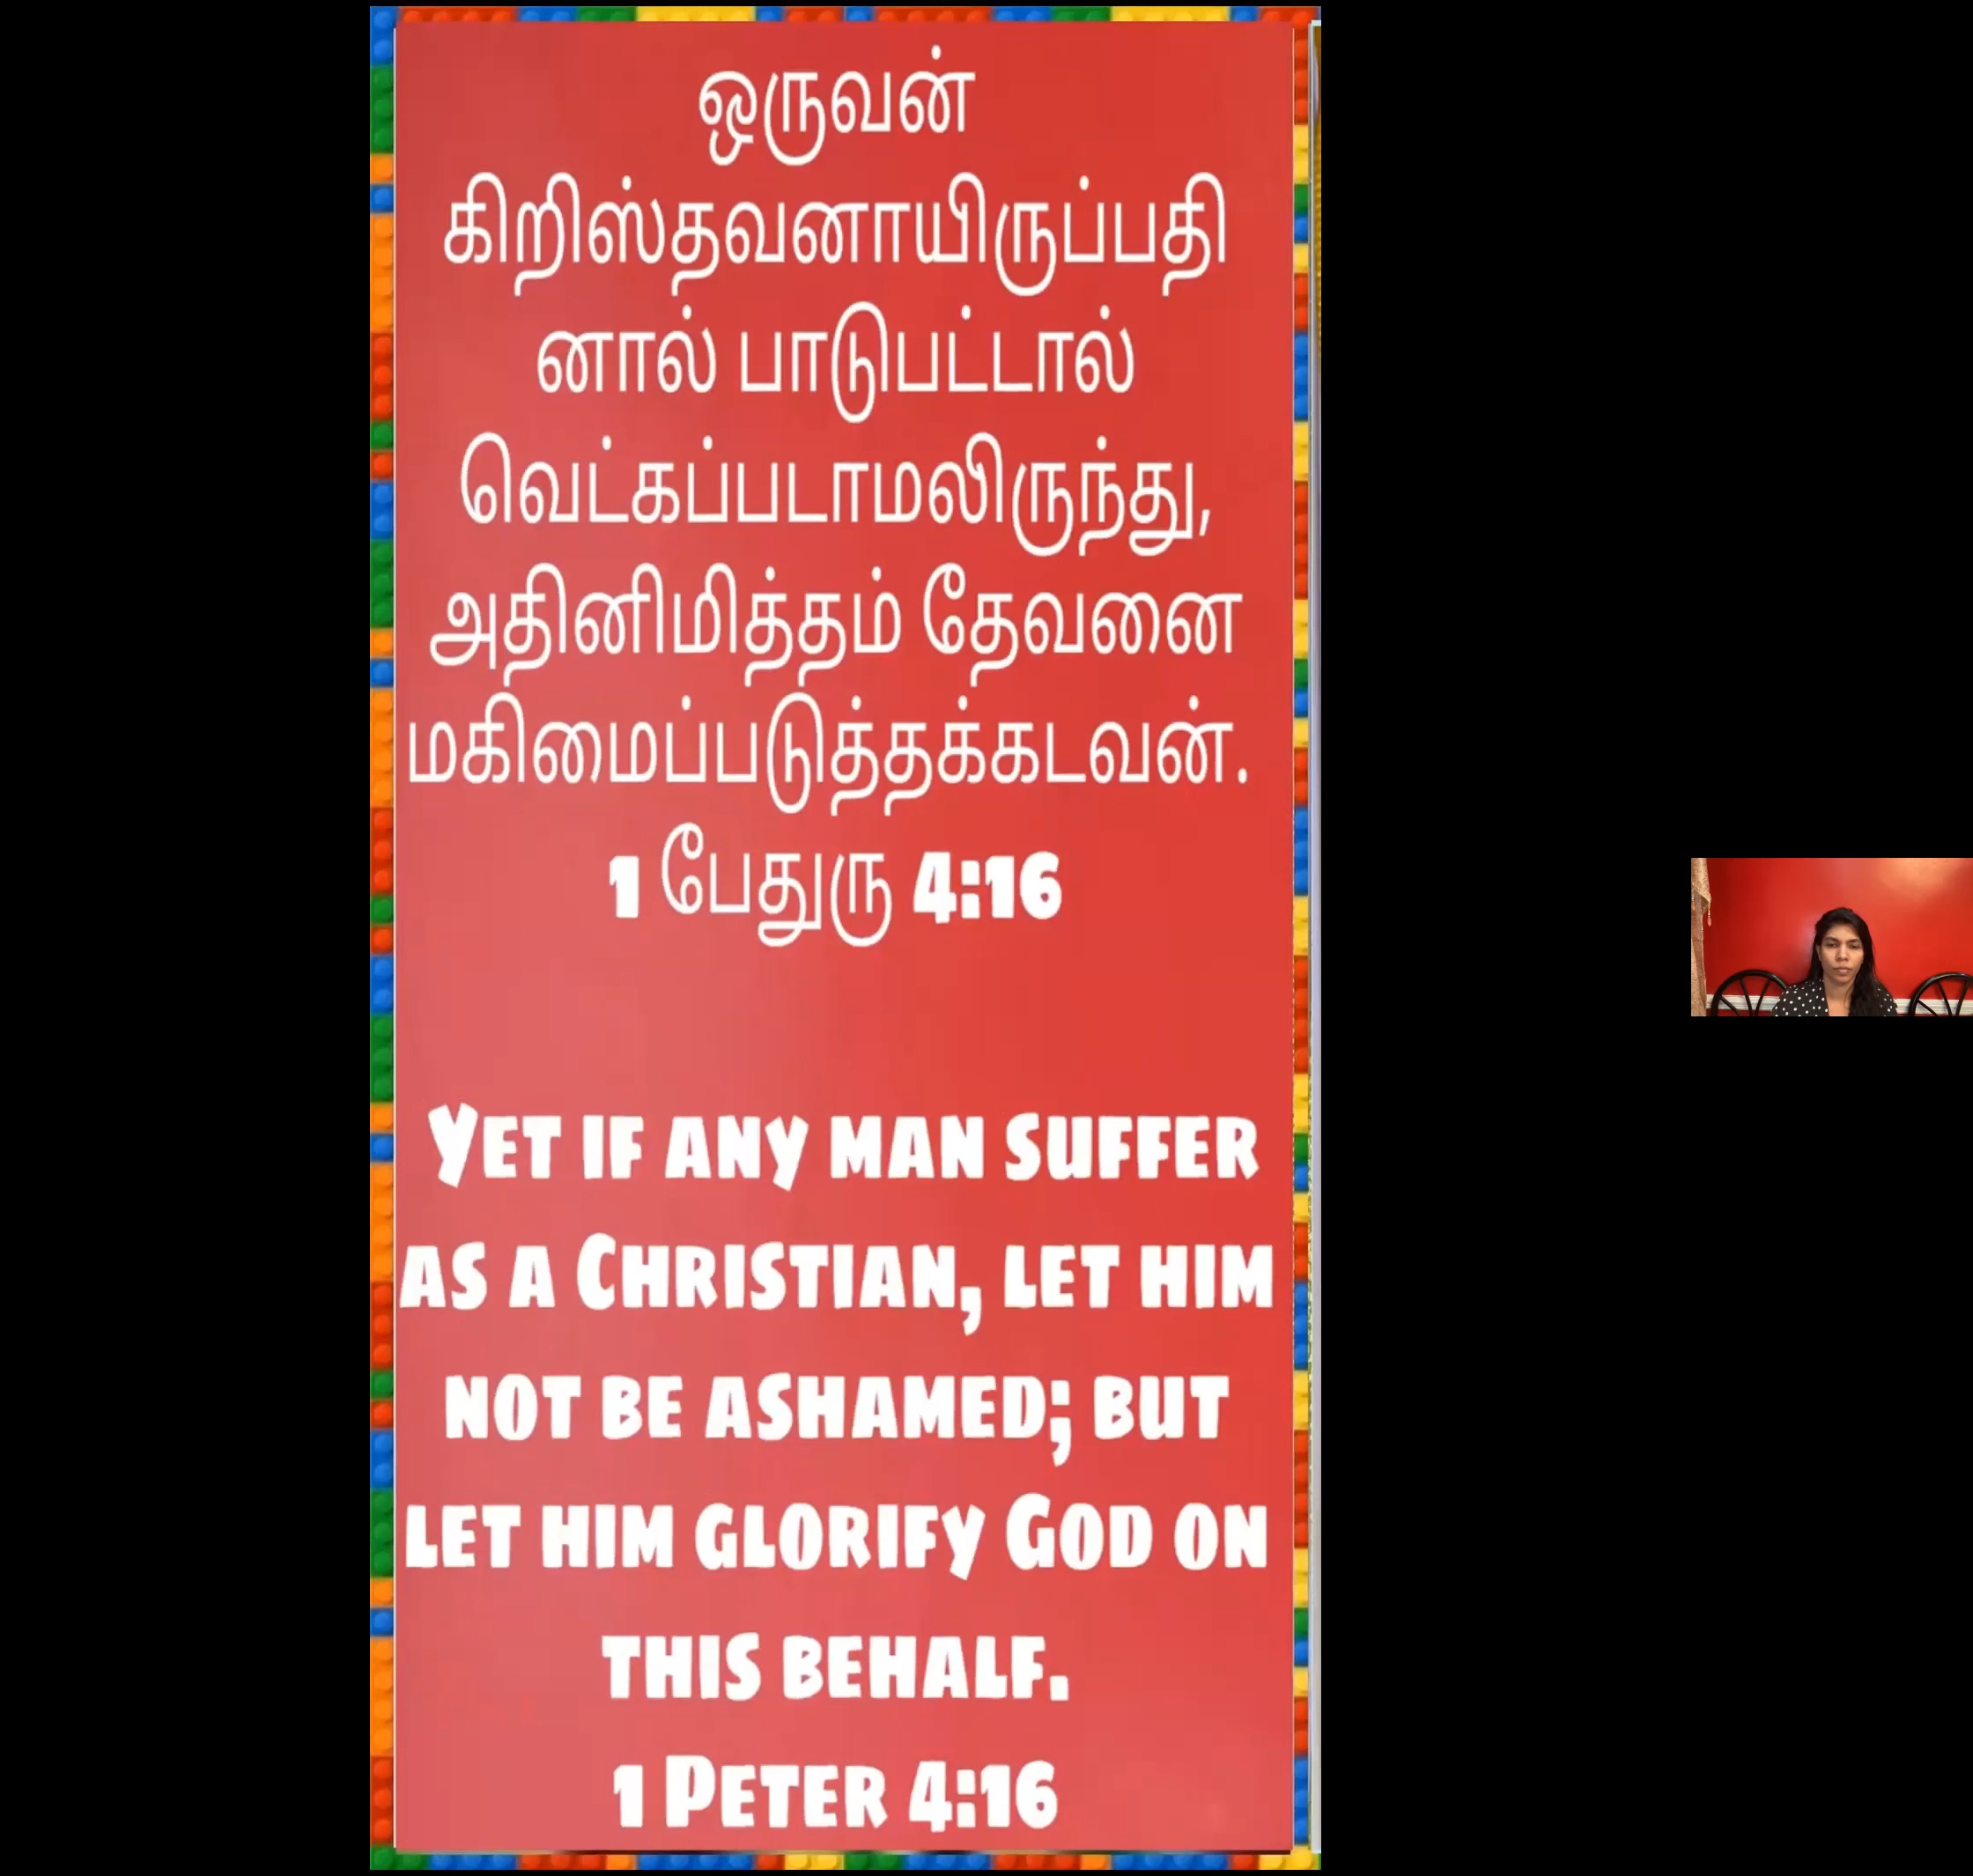 ஒருவன்
கிறிஸ்தவனாயிருப்பதி
னால் பாடுபட்டால்
வெட்கப்படாமலிருந்து,
அதினிமித்தம் தேவனை
மகிமைப்படுத்தக்கடவன்.
1 பேதுரு 4:16
Yet if any man suffer
as a Christian, let him
not be ashamed; but
let him glorify God on
this behalf.
1 Peter 4:16